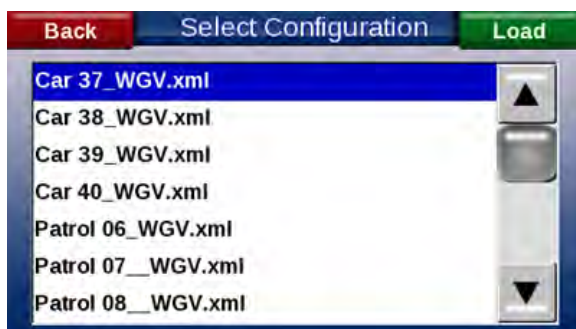 Back Select Configuration Load
Car 37_WGV.xml
Car 38_WGV.xml
Car 39_WGV.xml
Car 40_WGV.xml
Patrol 06_WGV.xml
Patrol 07__WGV.xml
Patrol 08__WGV.xml